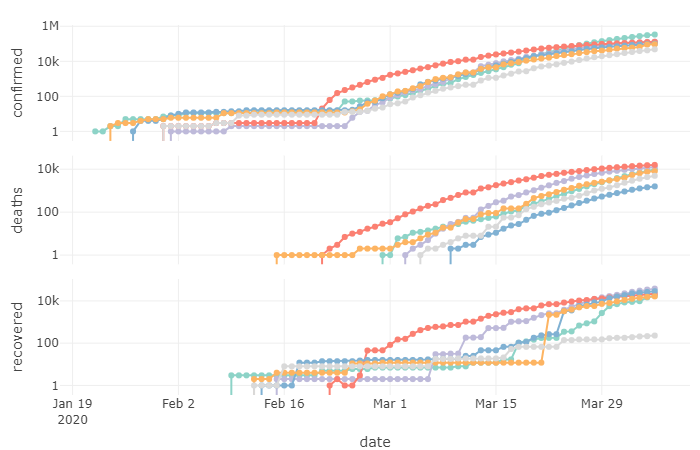 confirmed
1M
10k
100
1
deaths
10k
100
1
recovered
10k
100
1
Jan 19
2020
Feb 2
Feb 16
Mar 1
Mar 15
Mar 29
date